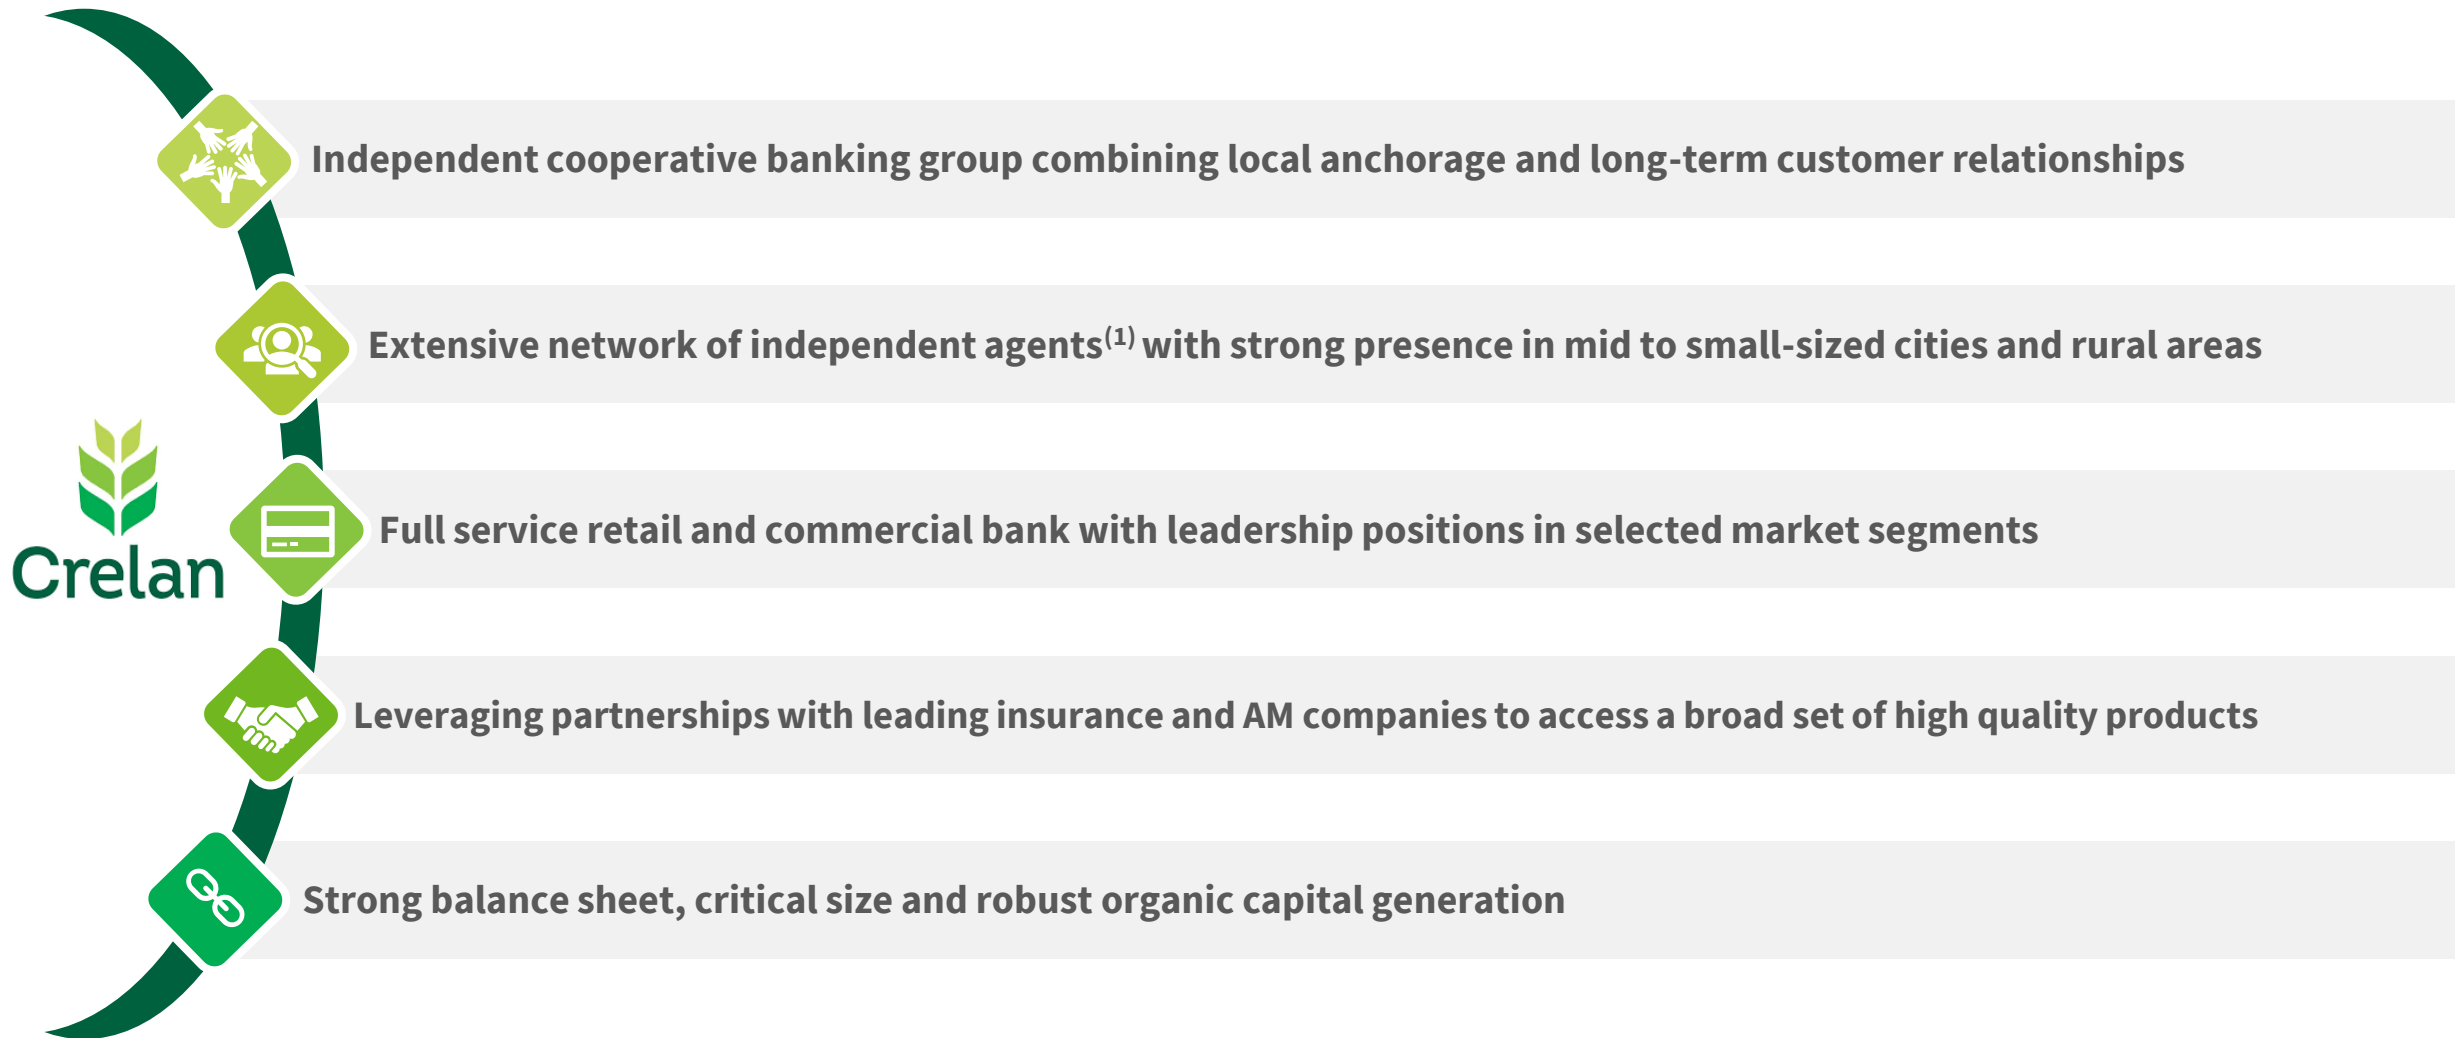 Independent cooperative banking group combining local anchorage and long-term customer relationships
Extensive network of independent agents(1) with strong presence in mid to small-sized cities and rural areas
Crelan
Full service retail and commercial bank with leadership positions in selected market segments
Leveraging partnerships with leading insurance and AM companies to access a broad set of high quality products
Strong balance sheet, critical size and robust organic capital generation